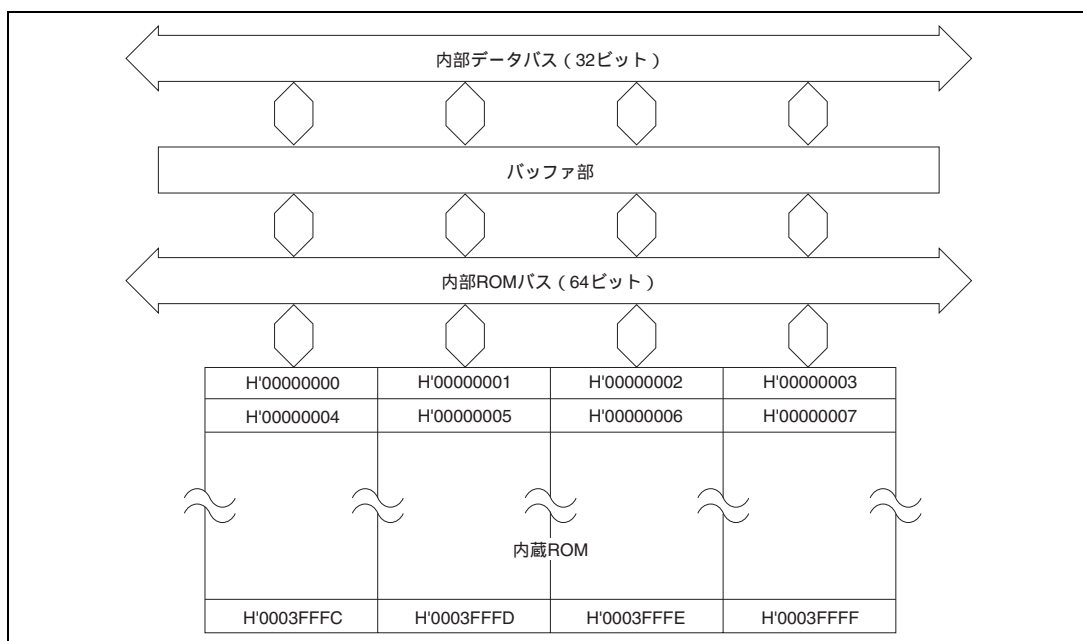 内部データバス(32ビット)
バッファ部
内部ROMバス(64ビット)
H'00000000 H'00000001 H'00000002 H'00000003
H'00000004 H'00000005 H'00000006 H'00000007
内蔵ROM
H'0003FFFC H'0003FFFD H'0003FFFE H'0003FFFF